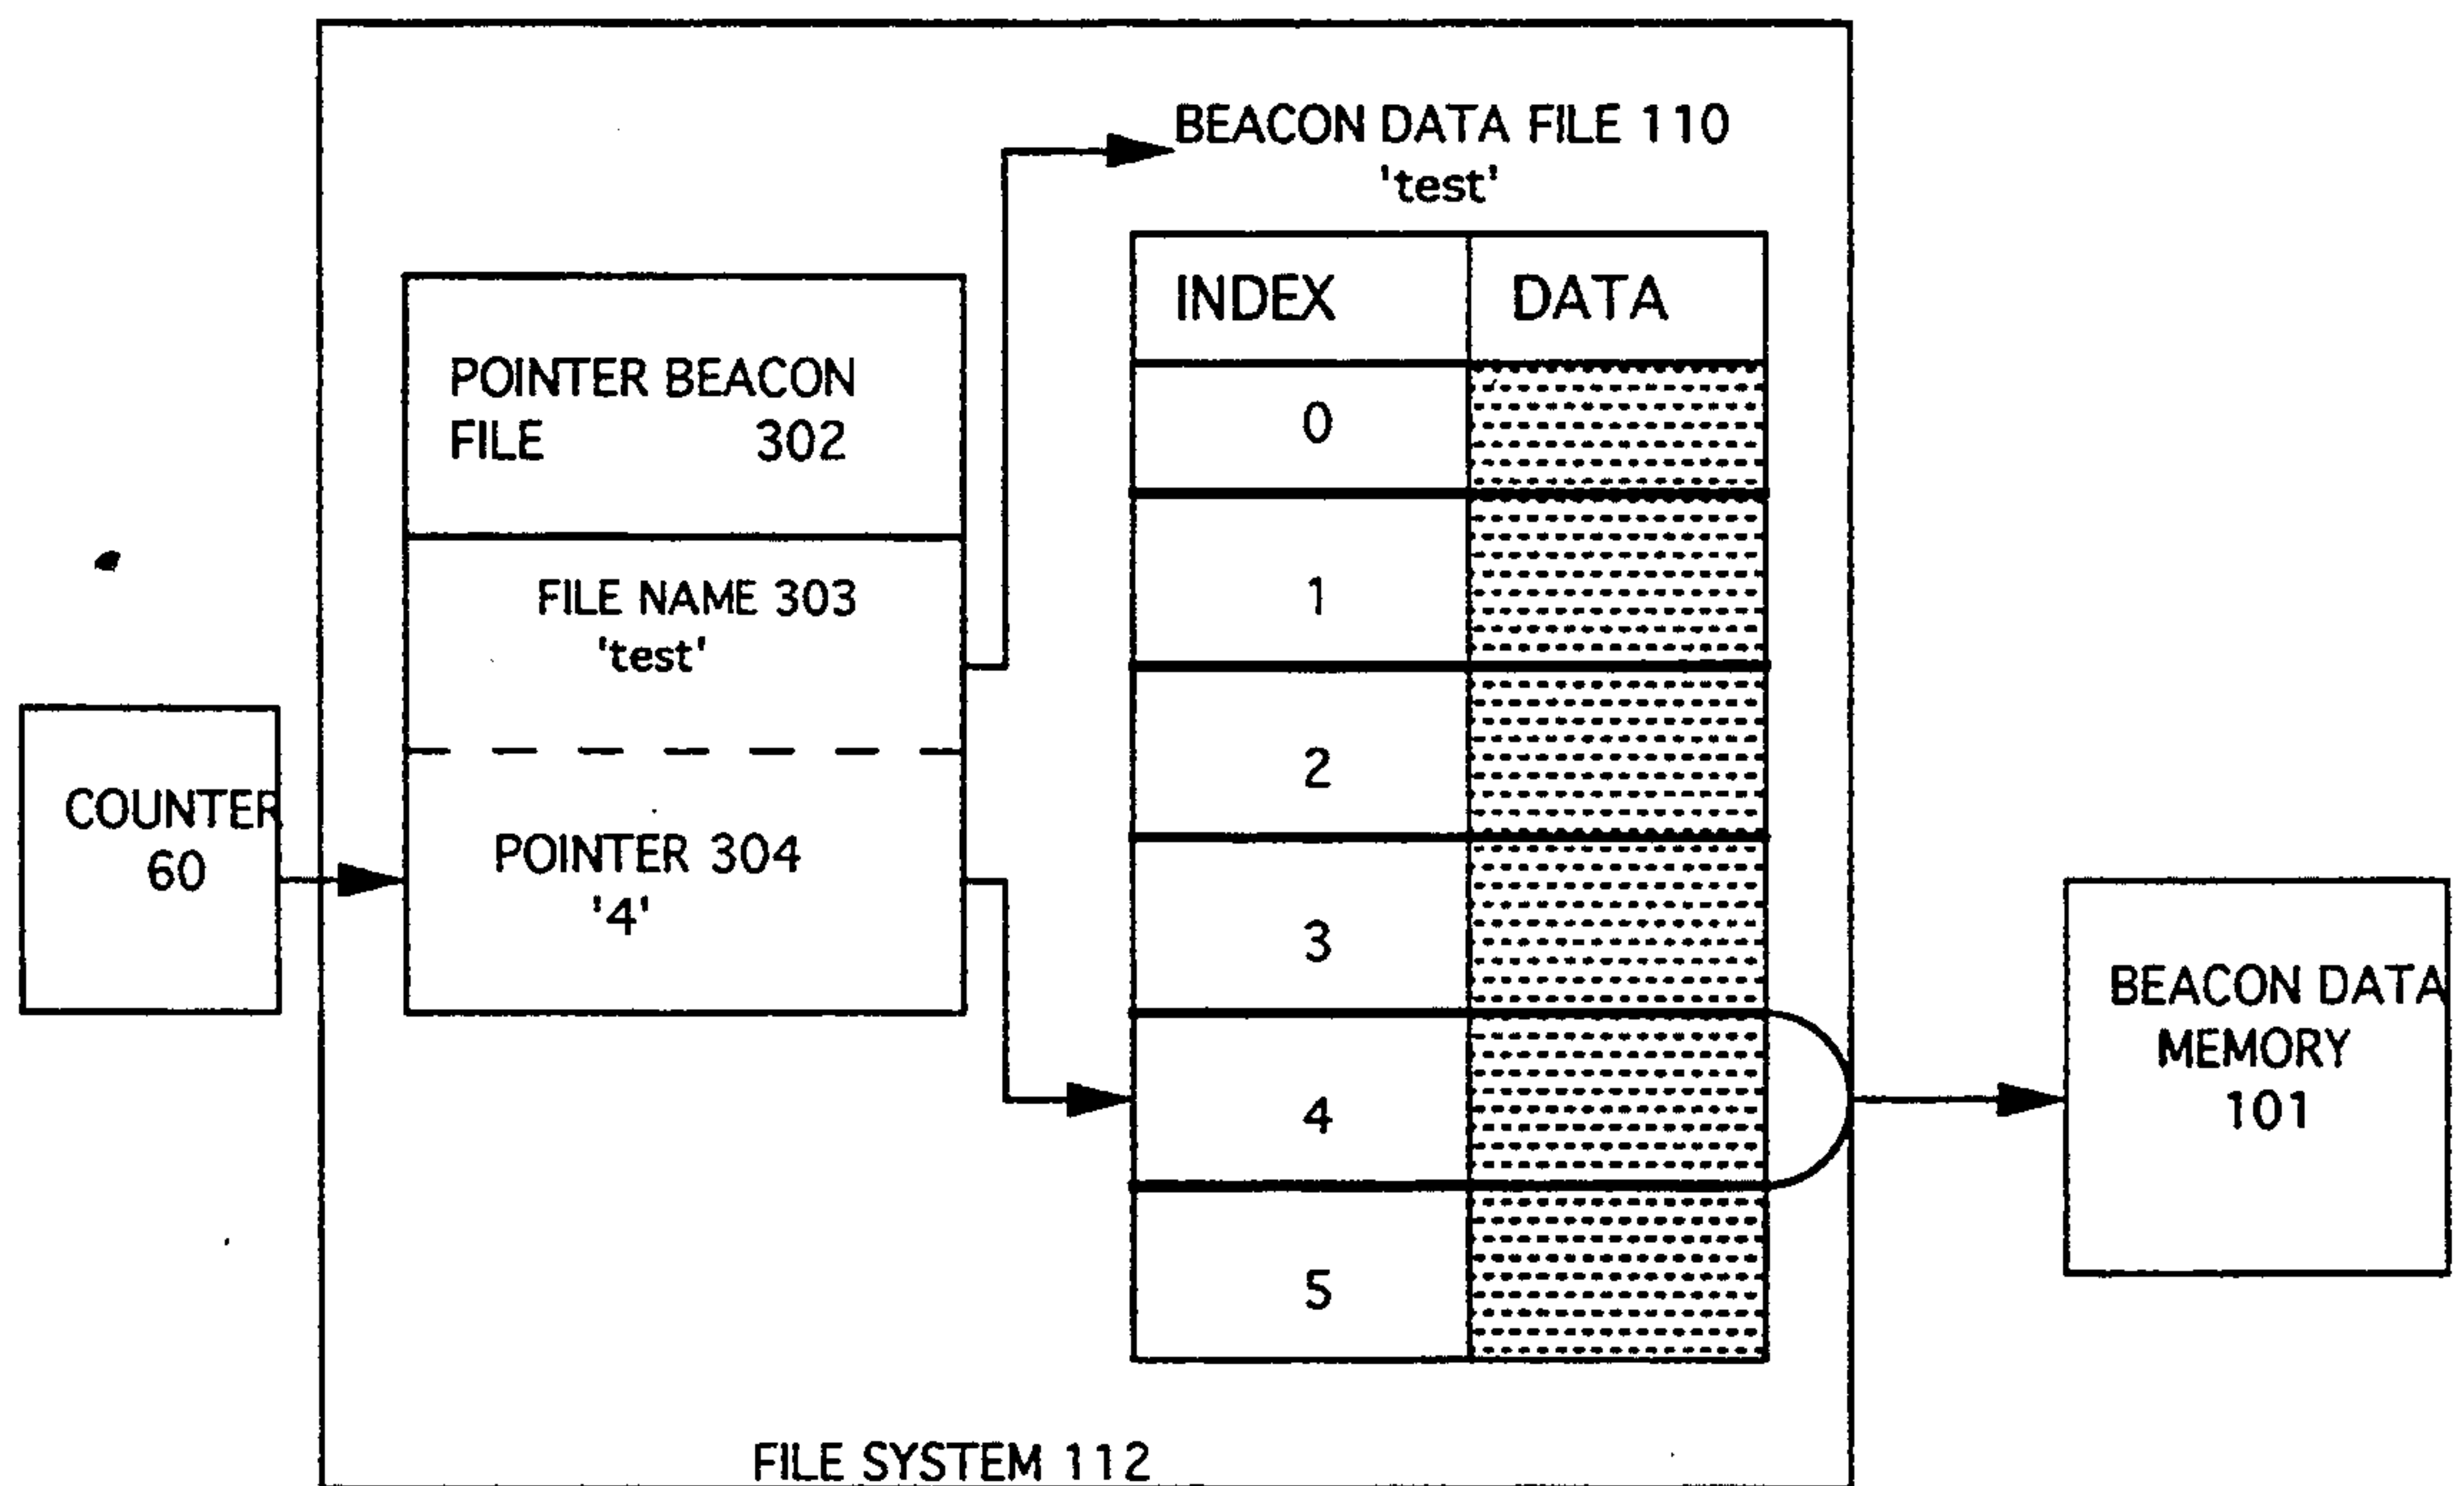 BEACON DATA FILE 110
'test'
INDEX DATA
0
1
2
3
4
5
POINTER BEACON
FILE 302
FILE NAME 303
'test'
POINTER 304
'4'
COUNTER
60
BEACON DATA
MEMORY
101
FILE SYSTEM 112